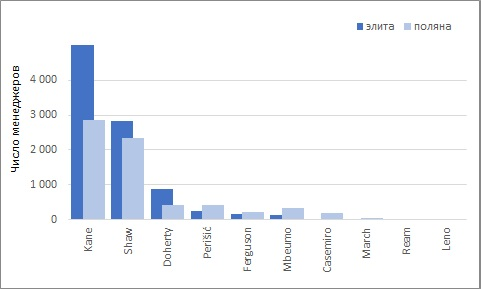 элита поляна
Число менеджеров
4 000
3 000
2 000
1 000
0
Kane
Shaw
Doherty
Perišić
Ferguson
Mbeumo
Casemiro
March
Ream
Leno